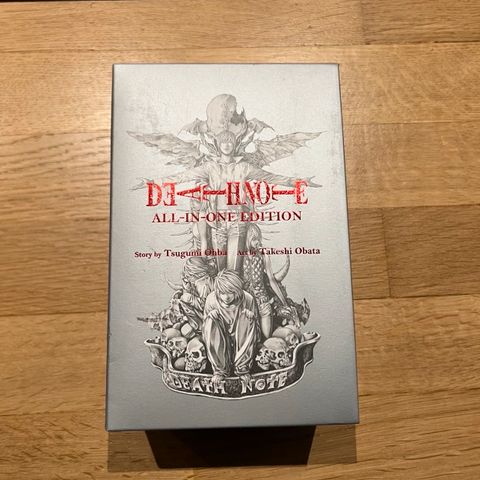 DEATH NOTE
ALL-IN-ONE EDITION
Story by Tsugumi Ohba Art by Takeshi Obata
DEATH NOTE